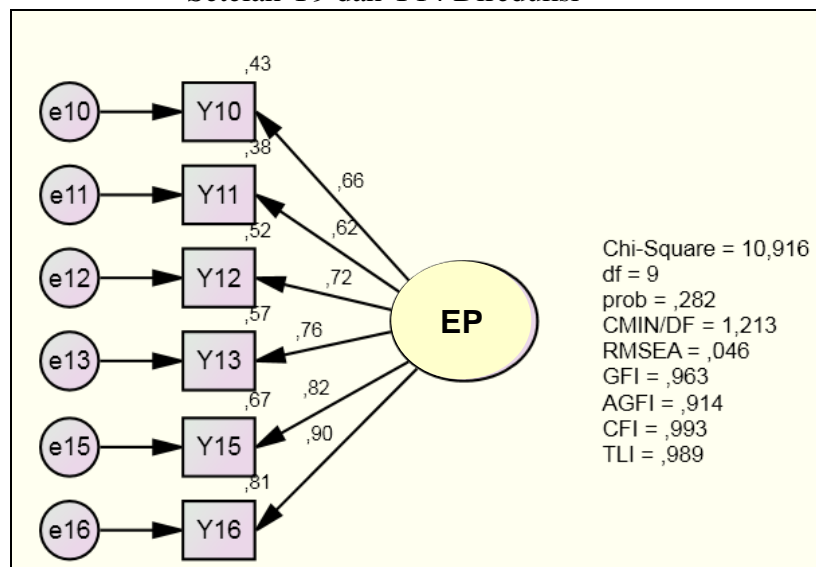 Setelah Y9 dan Y14 Direduksi
,43
e10 Y10
,66
,38
e11 Y11
,62
,52
e12 Y12
,72
,57
e13 Y13
,76
,67
e15 Y15
,82
,90
,81
e16 Y16
EP
Chi-Square = 10,916
df = 9
prob = ,282
CMIN/DF = 1,213
RMSEA = ,046
GFI = ,963
AGFI = ,914
CFI = ,993
TLI = ,989